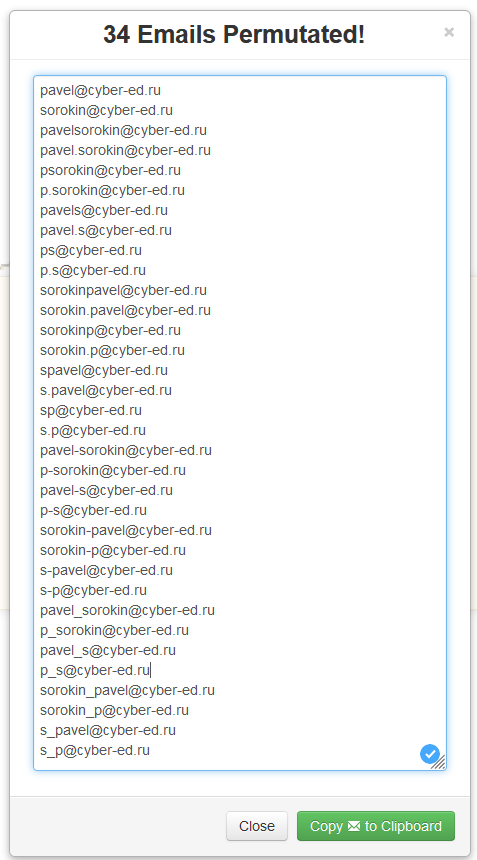 34 Emails Permutated!
×
pavel@cyber-ed.ru
sorokin@cyber-ed.ru
pavelsorokin@cyber-ed.ru
pavel.sorokin@cyber-ed.ru
psorokin@cyber-ed.ru
p.sorokin@cyber-ed.ru
pavels@cyber-ed.ru
pavel.s@cyber-ed.ru
ps@cyber-ed.ru
p.s@cyber-ed.ru
sorokinpavel@cyber-ed.ru
sorokin.pavel@cyber-ed.ru
sorokinp@cyber-ed.ru
sorokin.p@cyber-ed.ru
spavel@cyber-ed.ru
s.pavel@cyber-ed.ru
sp@cyber-ed.ru
s.p@cyber-ed.ru
pavel-sorokin@cyber-ed.ru
p-sorokin@cyber-ed.ru
pavel-s@cyber-ed.ru
p-s@cyber-ed.ru
sorokin-pavel@cyber-ed.ru
sorokin-p@cyber-ed.ru
s-pavel@cyber-ed.ru
s-p@cyber-ed.ru
pavel_sorokin@cyber-ed.ru
p_sorokin@cyber-ed.ru
pavel_s@cyber-ed.ru
p_s@cyber-ed.ru
sorokin_pavel@cyber-ed.ru
sorokin_p@cyber-ed.ru
s_pavel@cyber-ed.ru
s_p@cyber-ed.ru
Close
Copy ✉ to Clipboard